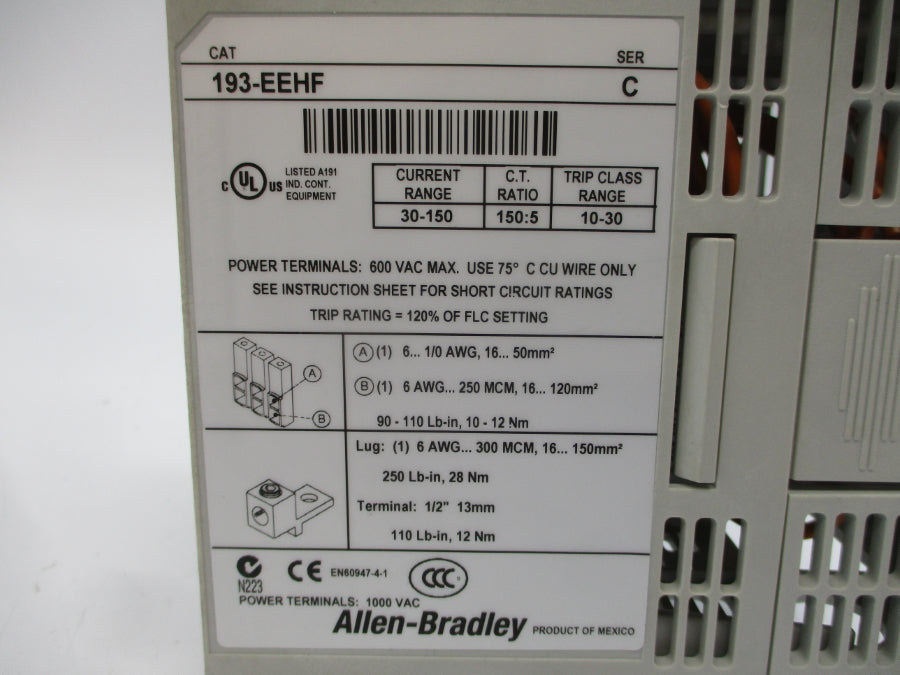 CAT SER
193-EEHF C
C UL US LISTED A191 IND. CONT. EQUIPMENT
CURRENT RANGE C.T. RATIO TRIP CLASS RANGE
30-150 150:5 10-30
POWER TERMINALS: 600 VAC MAX. USE 75° C CU WIRE ONLY
SEE INSTRUCTION SHEET FOR SHORT CIRCUIT RATINGS
TRIP RATING = 120% OF FLC SETTING
A
B
A (1) 6... 1/0 AWG, 16... 50mm²
B (1) 6 AWG... 250 MCM, 16... 120mm²
90 - 110 Lb-in, 10 - 12 Nm
Lug: (1) 6 AWG... 300 MCM, 16... 150mm²
250 Lb-in, 28 Nm
Terminal: 1/2" 13mm
110 Lb-in, 12 Nm
N223 CE EN60947-4-1 CCC
POWER TERMINALS: 1000 VAC
Allen-Bradley PRODUCT OF MEXICO